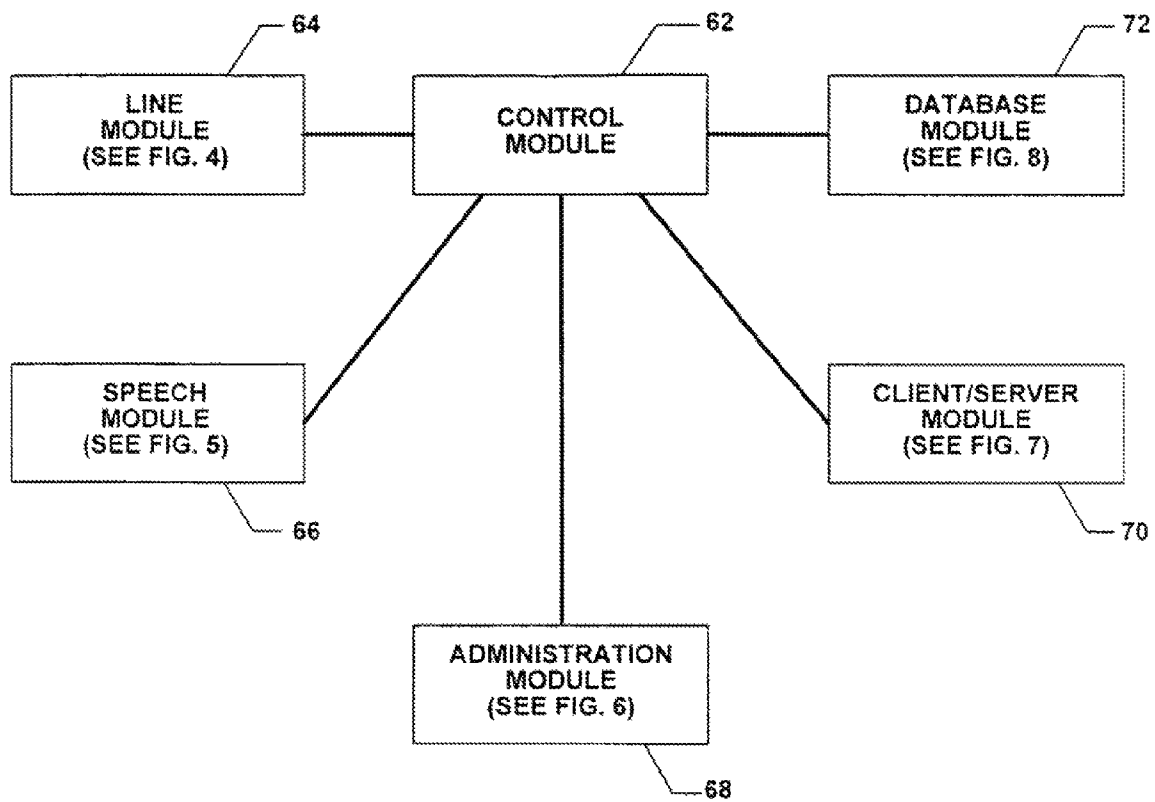 64
62
72
LINE
MODULE
(SEE FIG. 4)
CONTROL
MODULE
DATABASE
MODULE
(SEE FIG. 8)
SPEECH
MODULE
(SEE FIG. 5)
CLIENT/SERVER
MODULE
(SEE FIG. 7)
66
70
ADMINISTRATION
MODULE
(SEE FIG. 6)
68